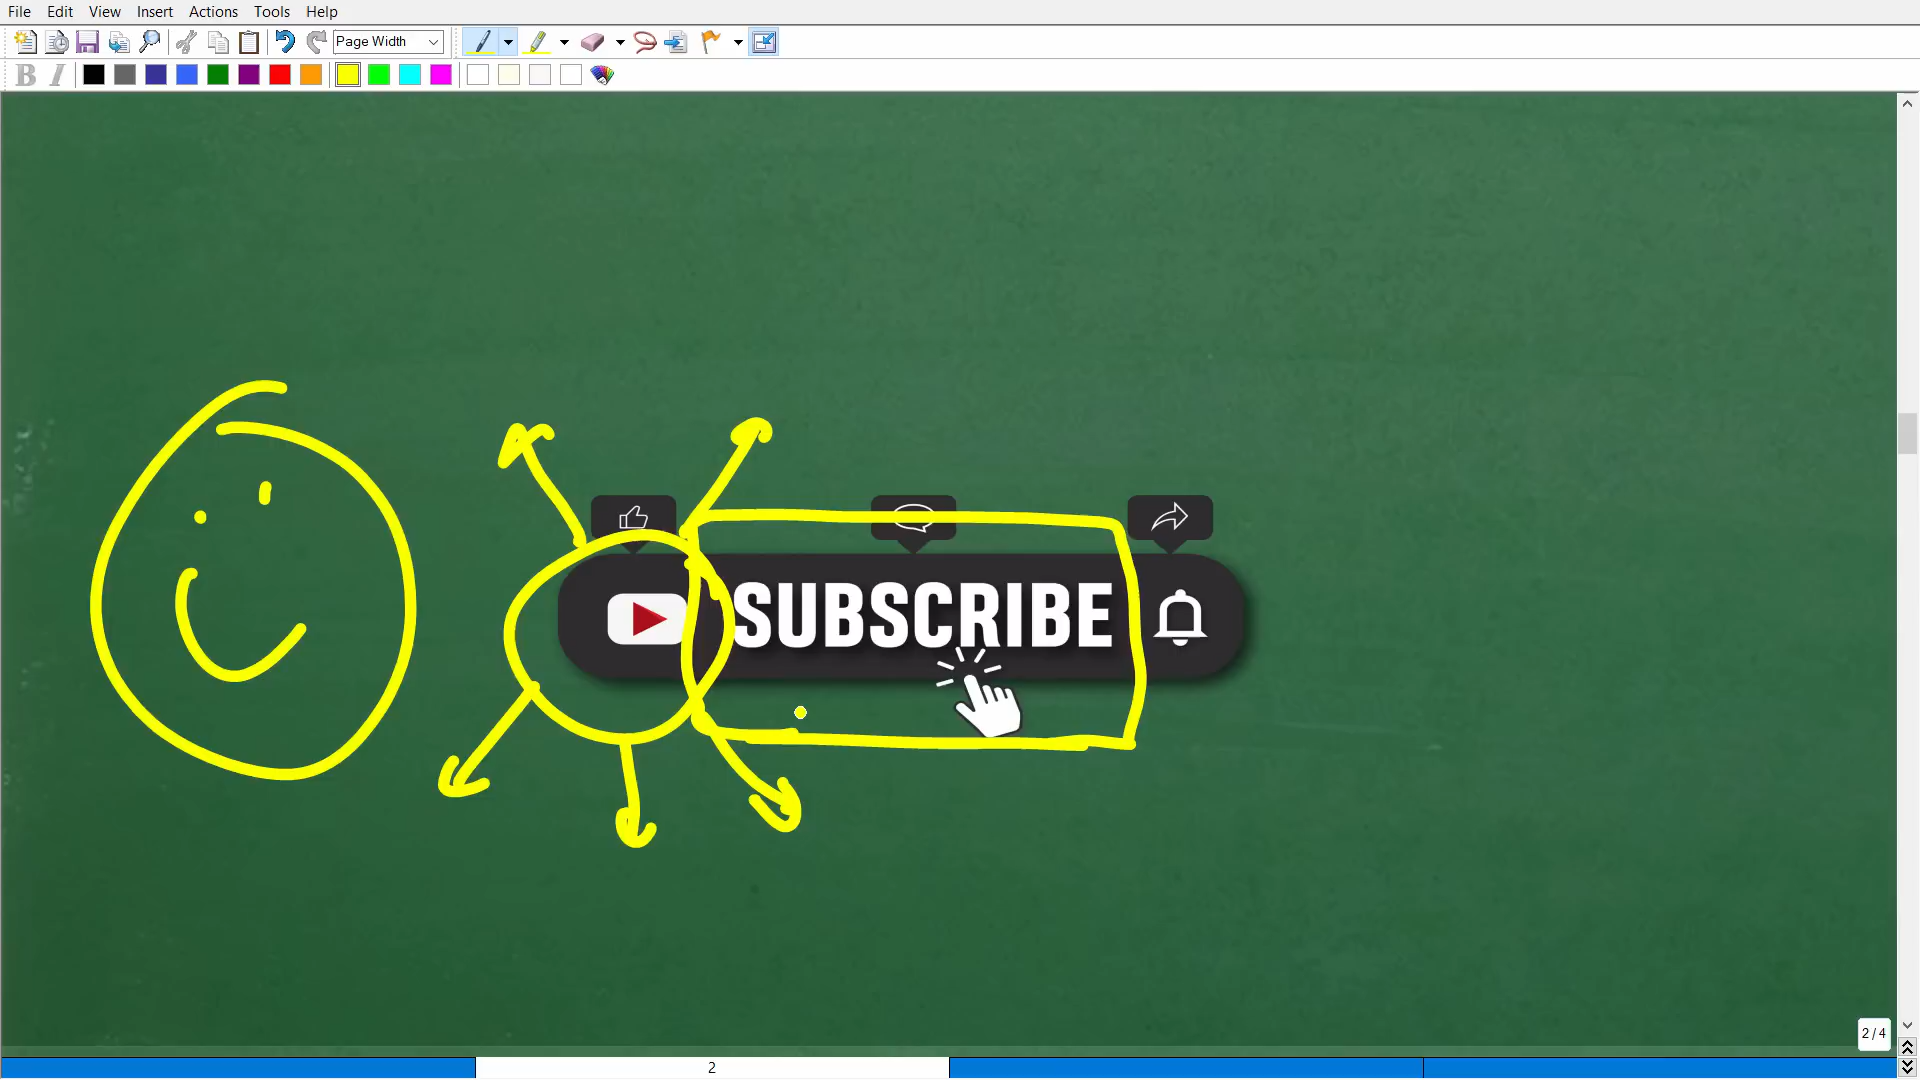 File Edit View Insert Actions Tools Help
Page Width
B I
SUBSCRIBE
2 / 4
2